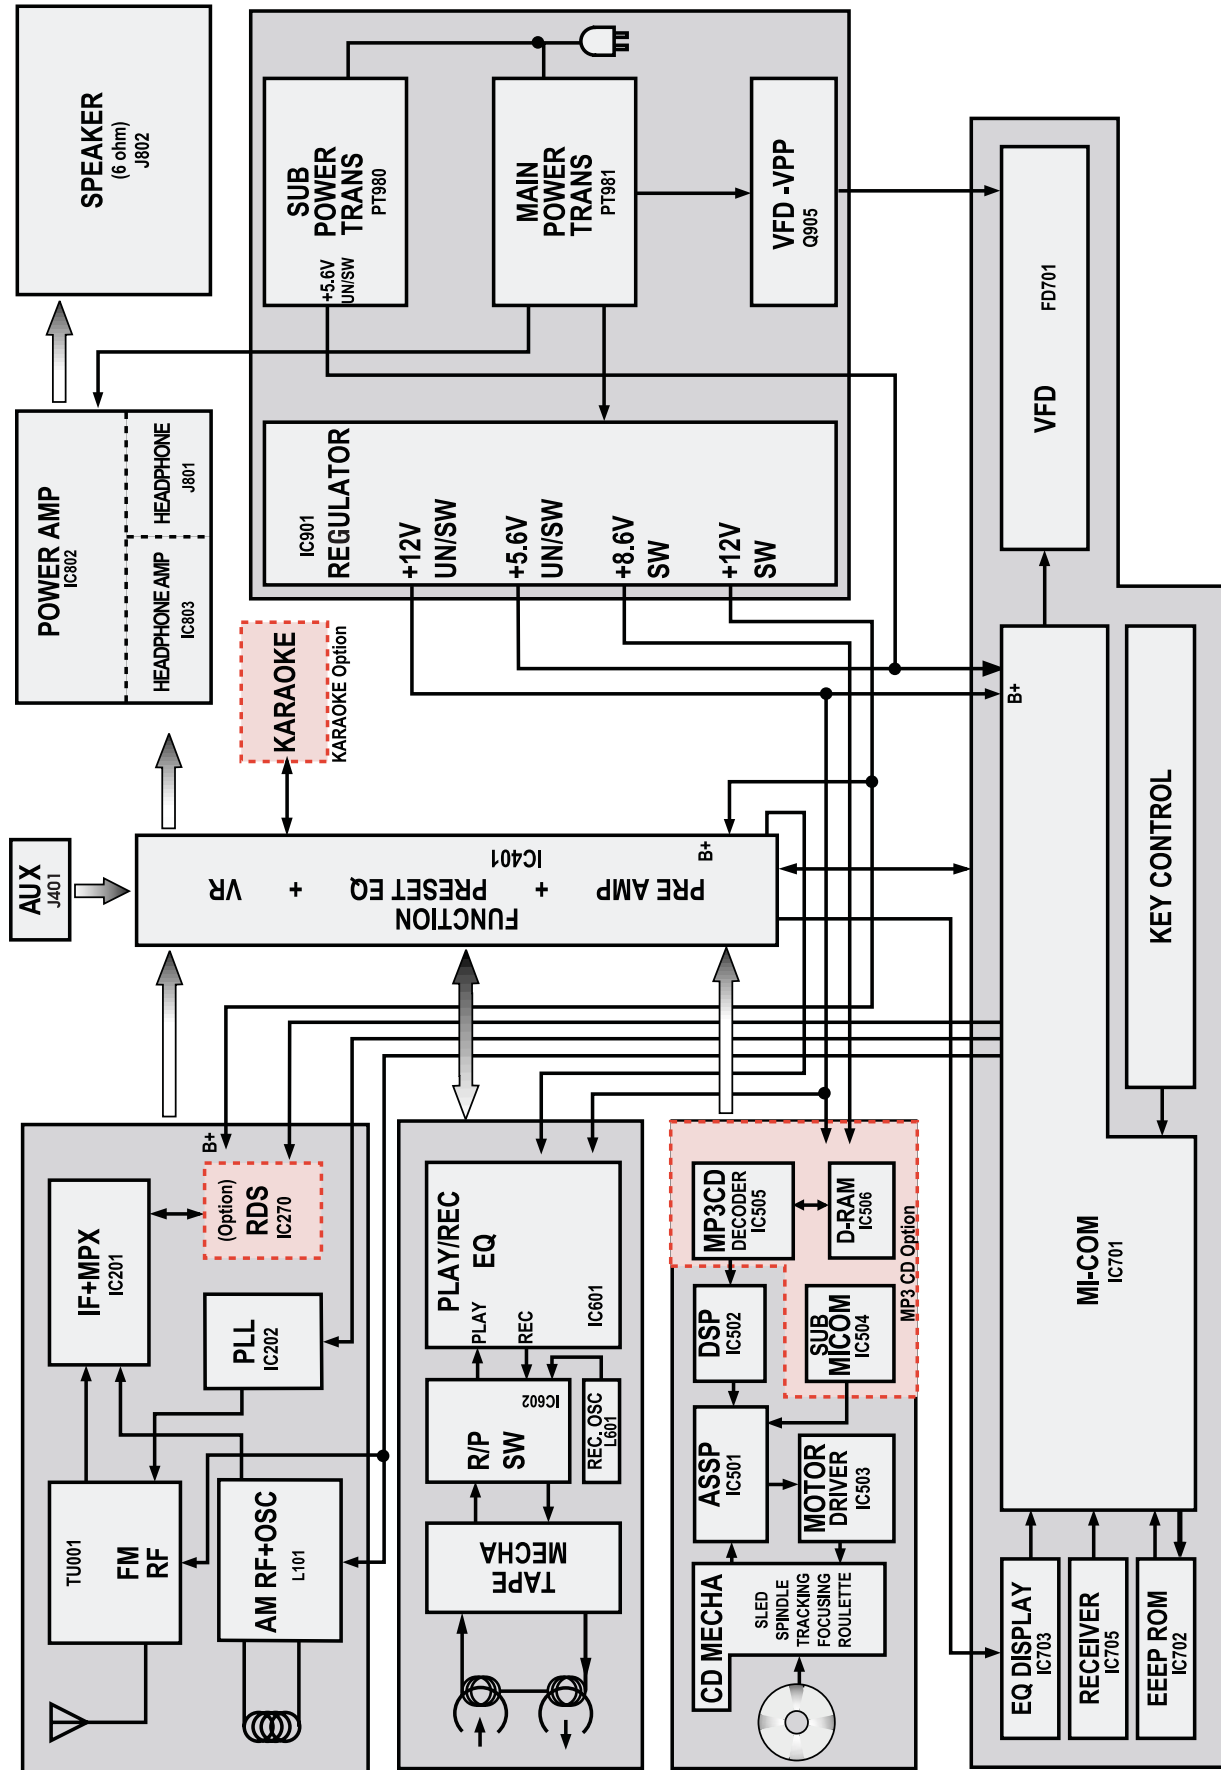 SPEAKER
(6 ohm)
J802
POWER AMP
IC802
HEADPHONE AMP
IC803
HEADPHONE
J801
AUX
J401
SUB
POWER
TRANS
PT980
+5.6V
UN/SW
MAIN
POWER
TRANS
PT981
VFD -VPP
Q905
IC901
REGULATOR
+12V
UN/SW
+5.6V
UN/SW
+8.6V
SW
+12V
SW
KARAOKE
KARAOKE Option
IC401
VR + PRESET EQ + PRE AMP
FUNCTION
B+
VFD
FD701
B+
MI-COM
IC701
KEY CONTROL
EQ DISPLAY
IC703
RECEIVER
IC705
EEEP ROM
IC702
B+
(Option)
RDS
IC270
IF+MPX
IC201
PLL
IC202
TU001
FM
RF
AM RF+OSC
L101
PLAY/REC
EQ
PLAY
REC
IC601
R/P
SW
IC602
REC. OSC
L601
TAPE
MECHA
MP3CD
DECODER
IC505
D-RAM
IC506
MP3 CD Option
DSP
IC502
SUB
MICOM
IC504
ASSP
IC501
MOTOR
DRIVER
IC503
CD MECHA
SLED
SPINDLE
TRACKING
FOCUSING
ROULETTE